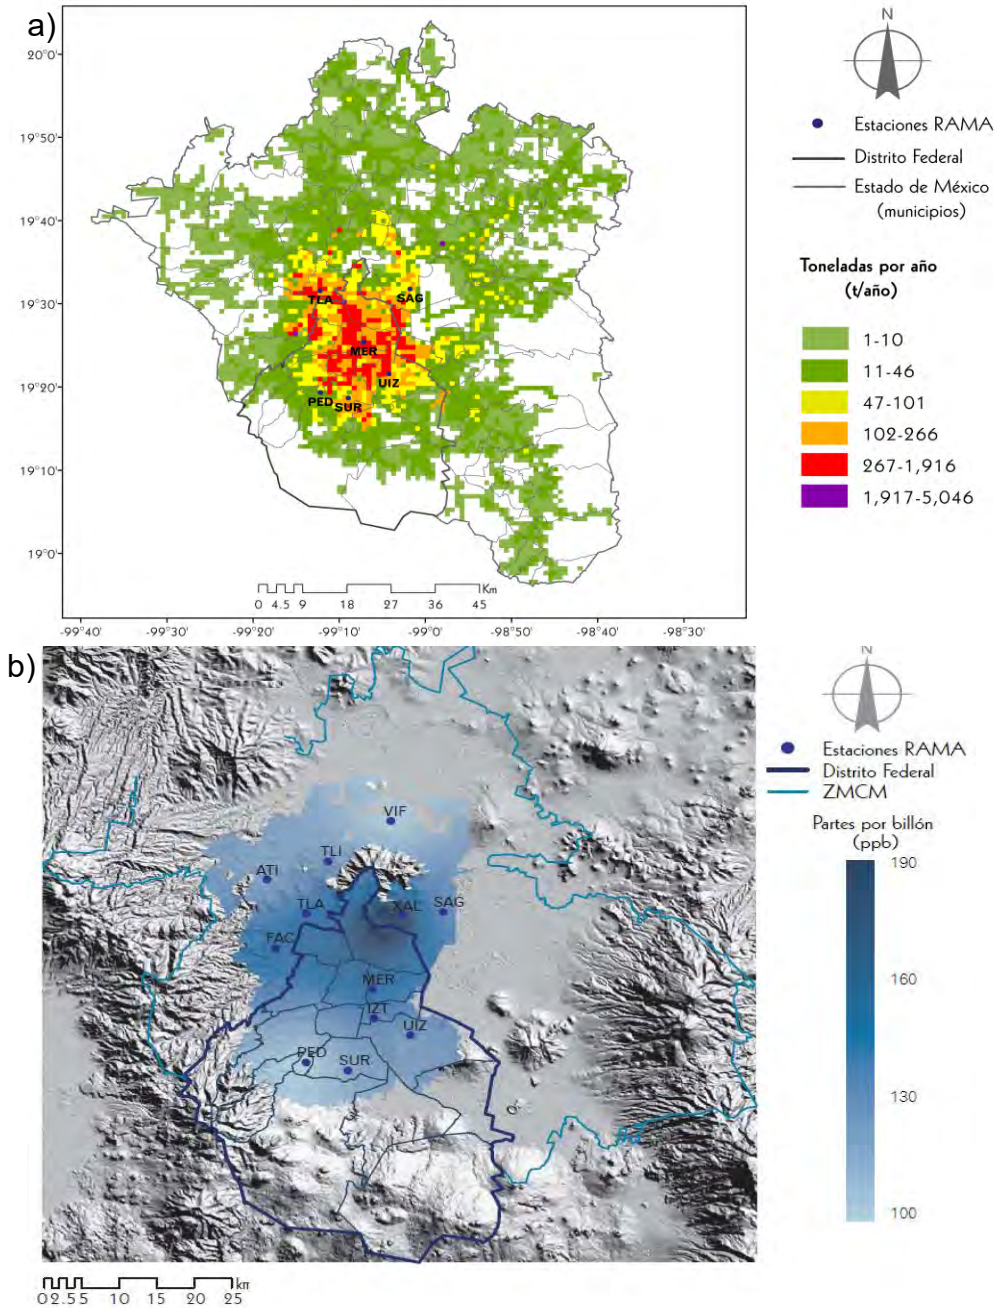 a)
N
20°0'
19°50'
19°40'
19°30'
19°20'
19°10'
19°0'
TLA
SAG
MER
UIZ
PED
SUR
Km
0 4.5 9 18 27 36 45
-99°40' -99°30' -99°20' -99°10' -99°0' -98°50' -98°40' -98°30'
Estaciones RAMA
Distrito Federal
Estado de México
(municipios)
Toneladas por año
(t/año)
1-10
11-46
47-101
102-266
267-1,916
1,917-5,046
b)
N
VIF
TLI
ATI
TLA
XAL
SAG
FAC
MER
IZT
UIZ
PED
SUR
km
0 2.5 5 10 15 20 25
Estaciones RAMA
Distrito Federal
ZMCM
Partes por billón
(ppb)
190
160
130
100